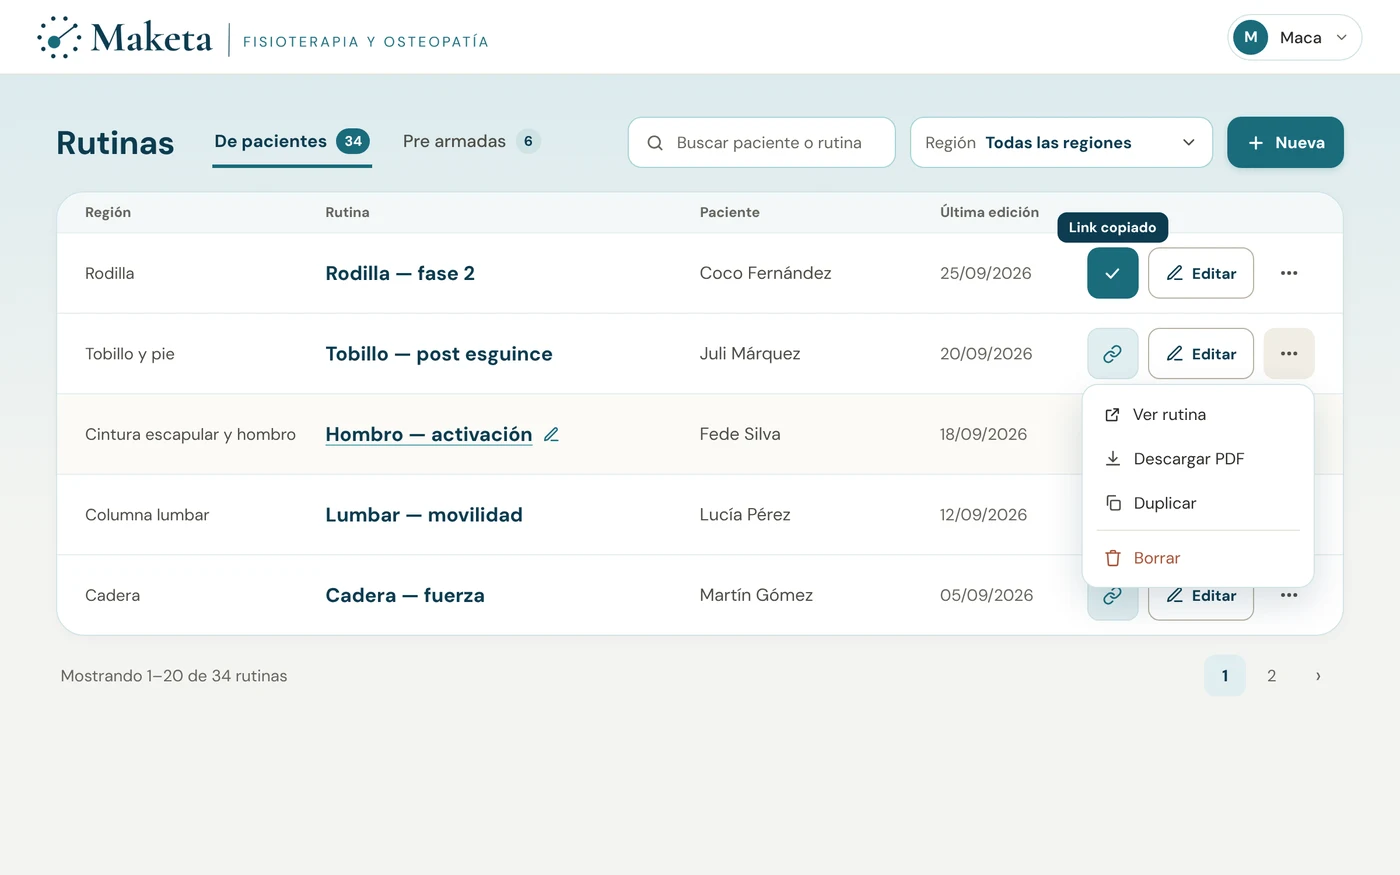 Maketa
FISIOTERAPIA Y OSTEOPATÍA
M Maca
Rutinas
De pacientes 34
Pre armadas 6
Buscar paciente o rutina
Región Todas las regiones
+ Nueva
Región Rutina Paciente Última edición
Link copiado
Rodilla Rodilla — fase 2 Coco Fernández 25/09/2026 Editar
Tobillo y pie Tobillo — post esguince Juli Márquez 20/09/2026 Editar
Cintura escapular y hombro Hombro — activación Fede Silva 18/09/2026
Columna lumbar Lumbar — movilidad Lucía Pérez 12/09/2026
Cadera Cadera — fuerza Martín Gómez 05/09/2026 Editar
Ver rutina
Descargar PDF
Duplicar
Borrar
Mostrando 1–20 de 34 rutinas
1 2 ›